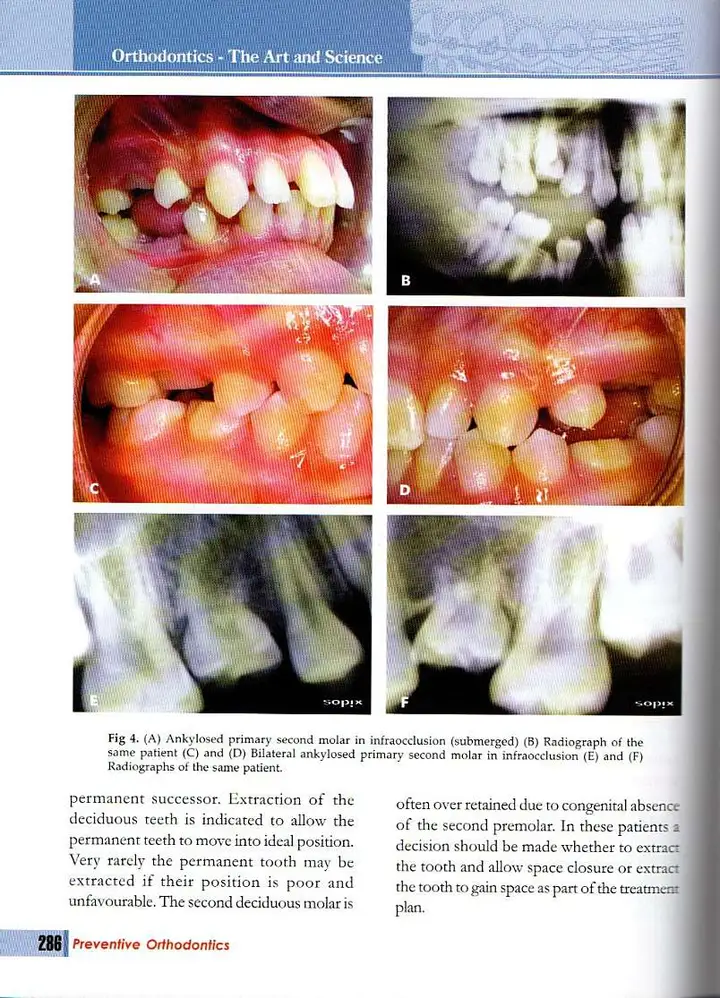 Orthodontics - The Art and Science
A
B
C
D
E
sopix
F
sopix
Fig 4. (A) Ankylosed primary second molar in infraocclusion (submerged) (B) Radiograph of the
same patient (C) and (D) Bilateral ankylosed primary second molar in infraocclusion (E) and (F)
Radiographs of the same patient.
permanent successor. Extraction of the
deciduous teeth is indicated to allow the
permanent teeth to move into ideal position.
Very rarely the permanent tooth may be
extracted if their position is poor and
unfavourable. The second deciduous molar is
often over retained due to congenital absence
of the second premolar. In these patients a
decision should be made whether to extract
the tooth and allow space closure or extract
the tooth to gain space as part of the treatment
plan.
286 Preventive Orthodontics